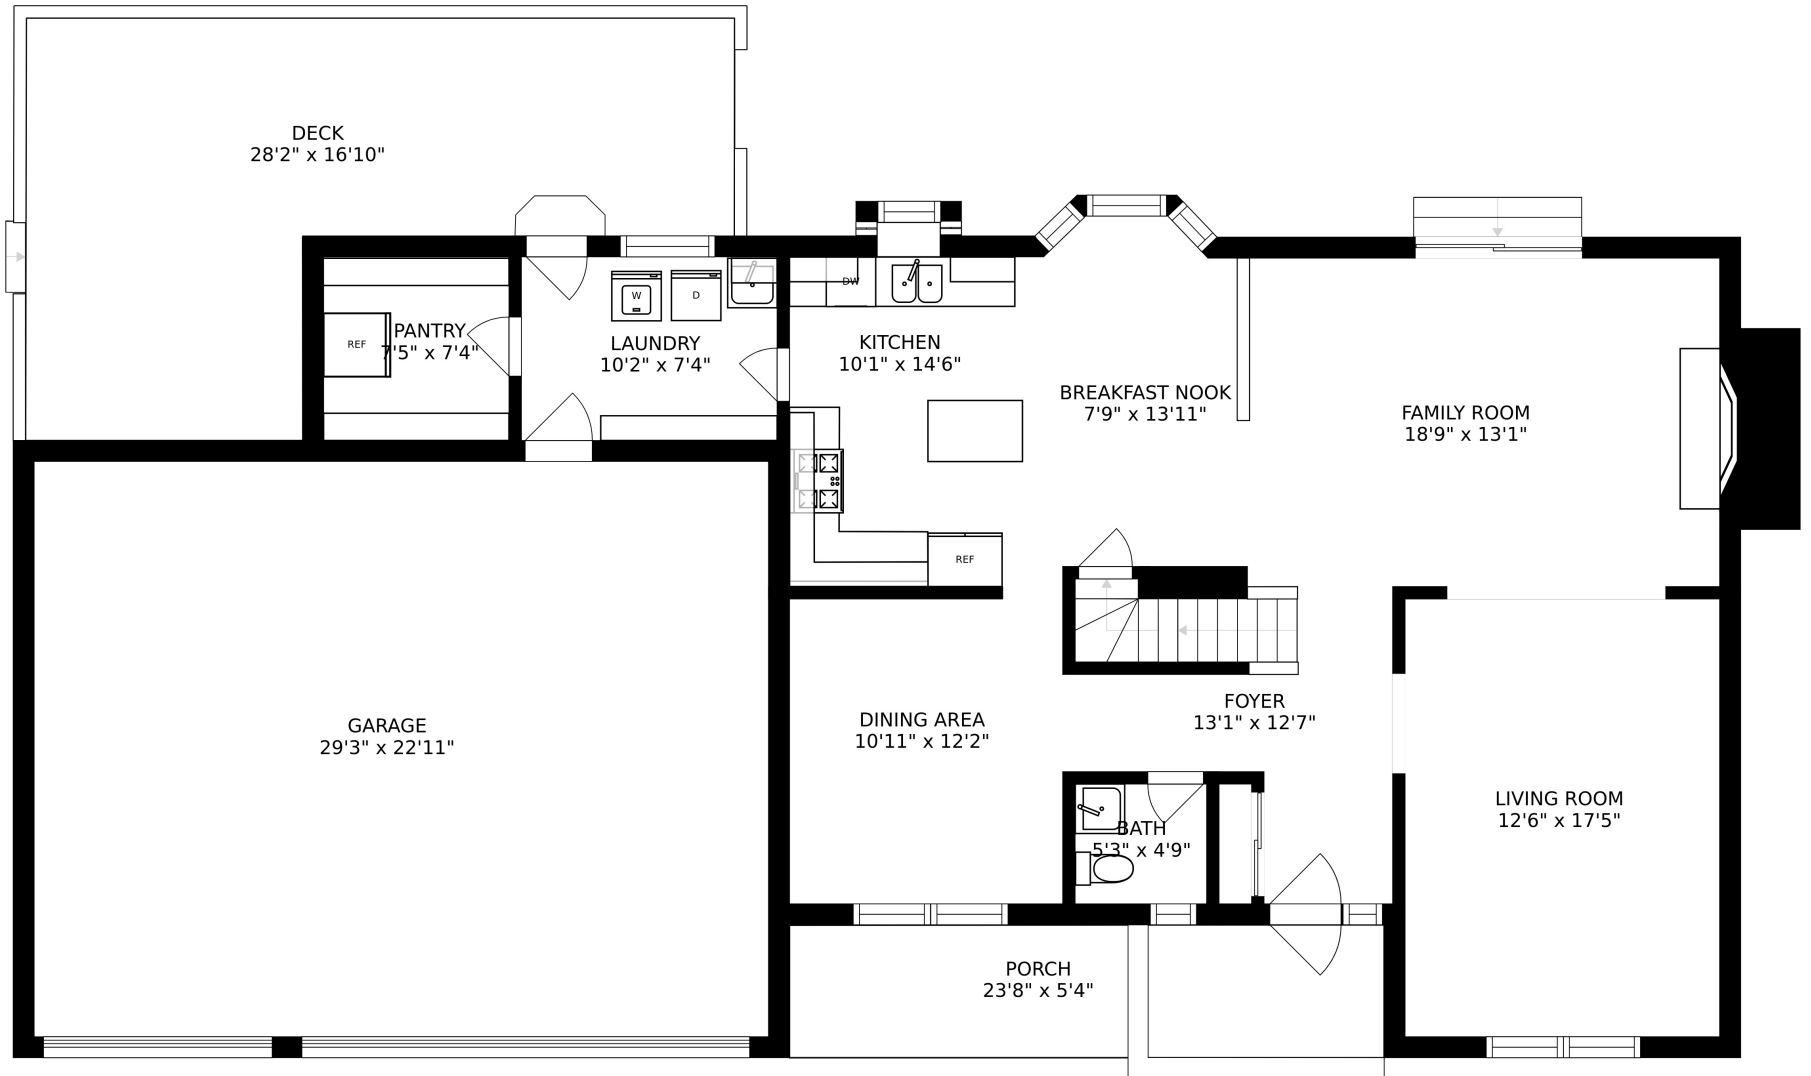 DECK
28'2" x 16'10"
PANTRY
7'5" x 7'4"
REF
W
D
LAUNDRY
10'2" x 7'4"
DW
KITCHEN
10'1" x 14'6"
BREAKFAST NOOK
7'9" x 13'11"
FAMILY ROOM
18'9" x 13'1"
REF
GARAGE
29'3" x 22'11"
DINING AREA
10'11" x 12'2"
FOYER
13'1" x 12'7"
BATH
5'3" x 4'9"
LIVING ROOM
12'6" x 17'5"
PORCH
23'8" x 5'4"